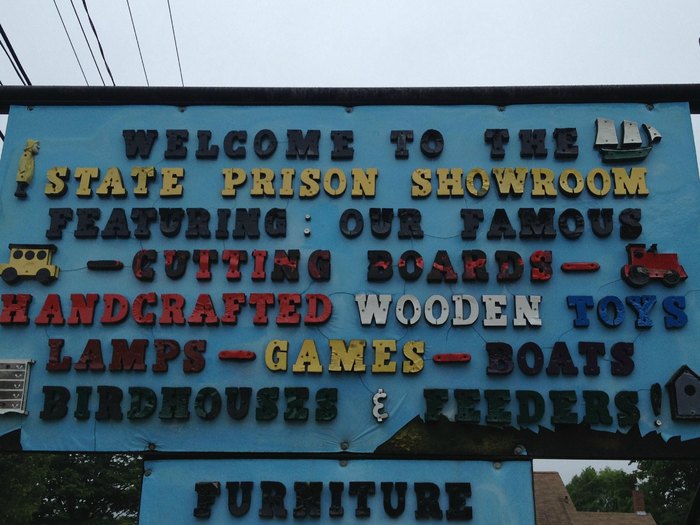 WELCOME TO THE
STATE PRISON SHOWROOM
FEATURING : OUR FAMOUS
- CUTTING BOARDS -
HANDCRAFTED WOODEN TOYS
LAMPS - GAMES - BOATS
BIRDHOUSES & FEEDERS!
FURNITURE